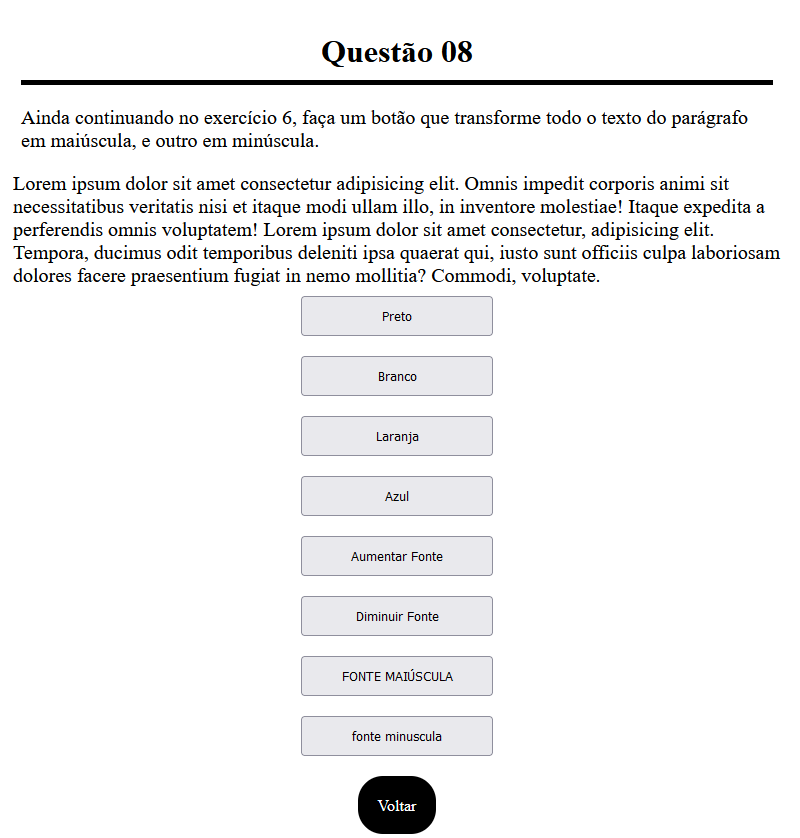 Questão 08
Ainda continuando no exercício 6, faça um botão que transforme todo o texto do parágrafo
em maiúscula, e outro em minúscula.
Lorem ipsum dolor sit amet consectetur adipisicing elit. Omnis impedit corporis animi sit
necessitatibus veritatis nisi et itaque modi ullam illo, in inventore molestiae! Itaque expedita a
perferendis omnis voluptatem! Lorem ipsum dolor sit amet consectetur, adipisicing elit.
Tempora, ducimus odit temporibus deleniti ipsa quaerat qui, iusto sunt officiis culpa laboriosam
dolores facere praesentium fugiat in nemo mollitia? Commodi, voluptate.
Preto
Branco
Laranja
Azul
Aumentar Fonte
Diminuir Fonte
FONTE MAIÚSCULA
fonte minuscula
Voltar